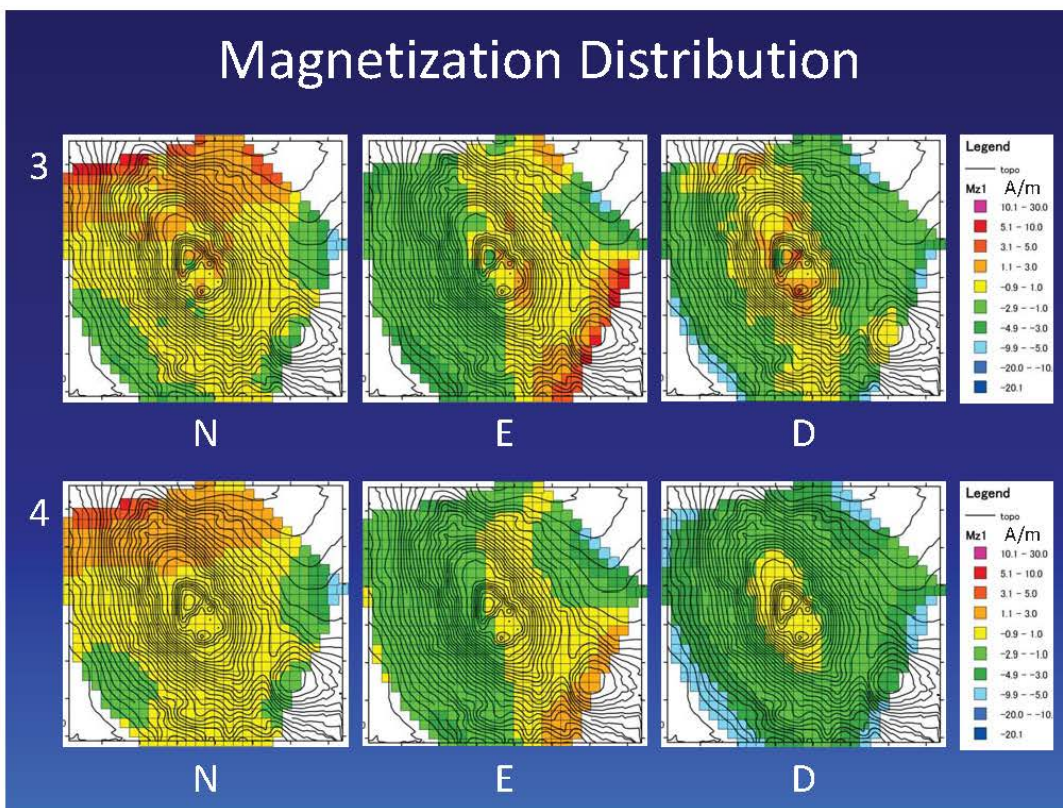 Magnetization Distribution
3
Legend
topo
Mz1 A/m
10.1 - 30.0
5.1 - 10.0
3.1 - 5.0
1.1 - 3.0
-0.9 - 1.0
-2.9 - -1.0
-4.9 - -3.0
-9.9 - -5.0
-20.0 - -10.
-20.1
N E D
4
Legend
topo
Mz1 A/m
10.1 - 30.0
5.1 - 10.0
3.1 - 5.0
1.1 - 3.0
-0.9 - 1.0
-2.9 - -1.0
-4.9 - -3.0
-9.9 - -5.0
-20.0 - -10.
-20.1
N E D